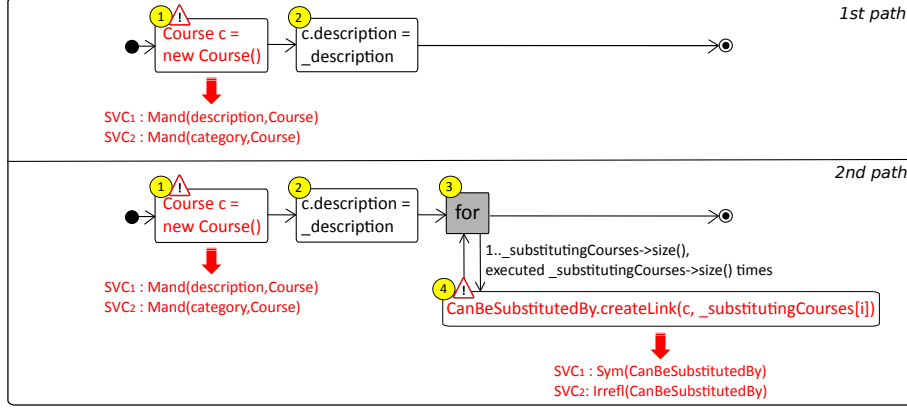 1st path
1
!
2
Course c =
new Course()
c.description =
_description
SVC1 : Mand(description,Course)
SVC2 : Mand(category,Course)
2nd path
1
!
2
3
Course c =
new Course()
c.description =
_description
for
1.._substitutingCourses->size(),
executed _substitutingCourses->size() times
SVC1 : Mand(description,Course)
SVC2 : Mand(category,Course)
4
!
CanBeSubstitutedBy.createLink(c, _substitutingCourses[i])
SVC1 : Sym(CanBeSubstitutedBy)
SVC2: Irrefl(CanBeSubstitutedBy)